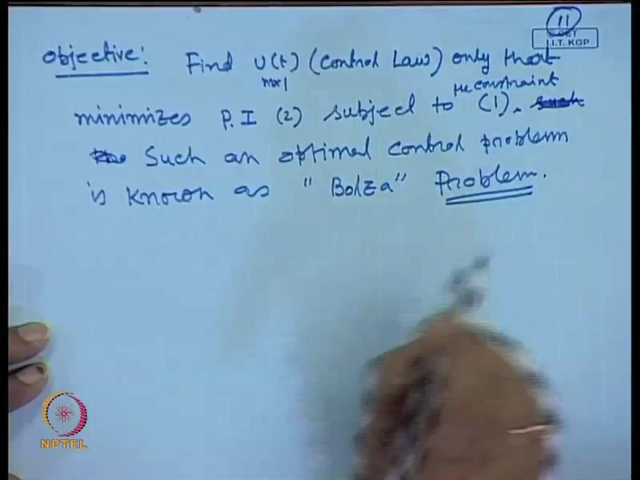 11
I.I.T. KGP
Objective: Find U(t) (Control Law) only that
mx1
the constraint
minimizes P.I (2) subject to (1).
Such an optimal control problem
is known as "Bolza" Problem.
NPTEL